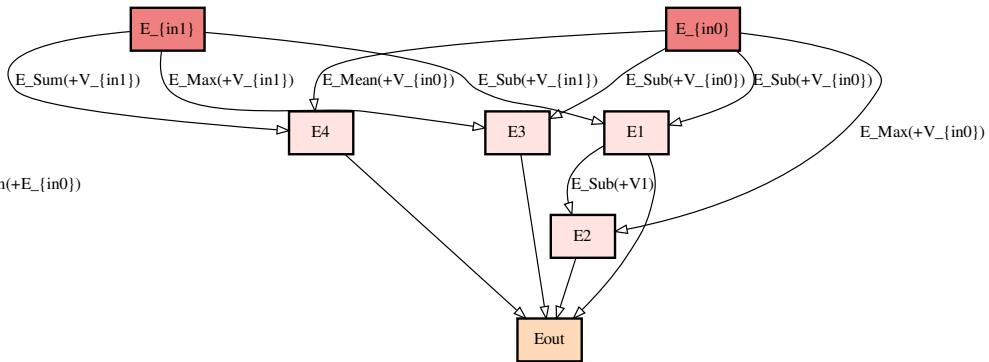 E_{in1}
E_{in0}
E_Sum(+V_{in1})
E_Max(+V_{in1})
E_Mean(+V_{in0})
E_Sub(+V_{in1})
E_Sub(+V_{in0})
E_Sub(+V_{in0})
E4
E3
E1
E_Max(+V_{in0})
(+E_{in0})
E_Sub(+V1)
E2
Eout